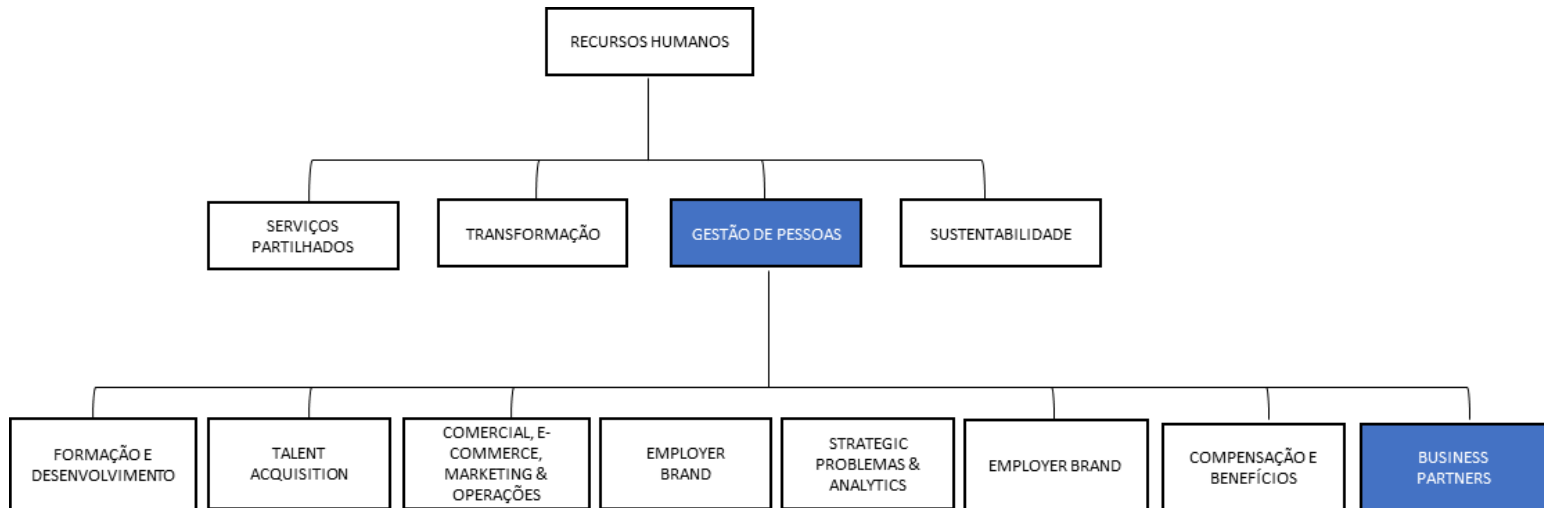 RECURSOS HUMANOS
SERVIÇOS
PARTILHADOS
TRANSFORMAÇÃO
GESTÃO DE PESSOAS
SUSTENTABILIDADE
FORMAÇÃO E
DESENVOLVIMENTO
TALENT
ACQUISITION
COMERCIAL, E-
COMMERCE,
MARKETING &
OPERAÇÕES
EMPLOYER
BRAND
STRATEGIC
PROBLEMAS &
ANALYTICS
EMPLOYER BRAND
COMPENSAÇÃO E
BENEFÍCIOS
BUSINESS
PARTNERS